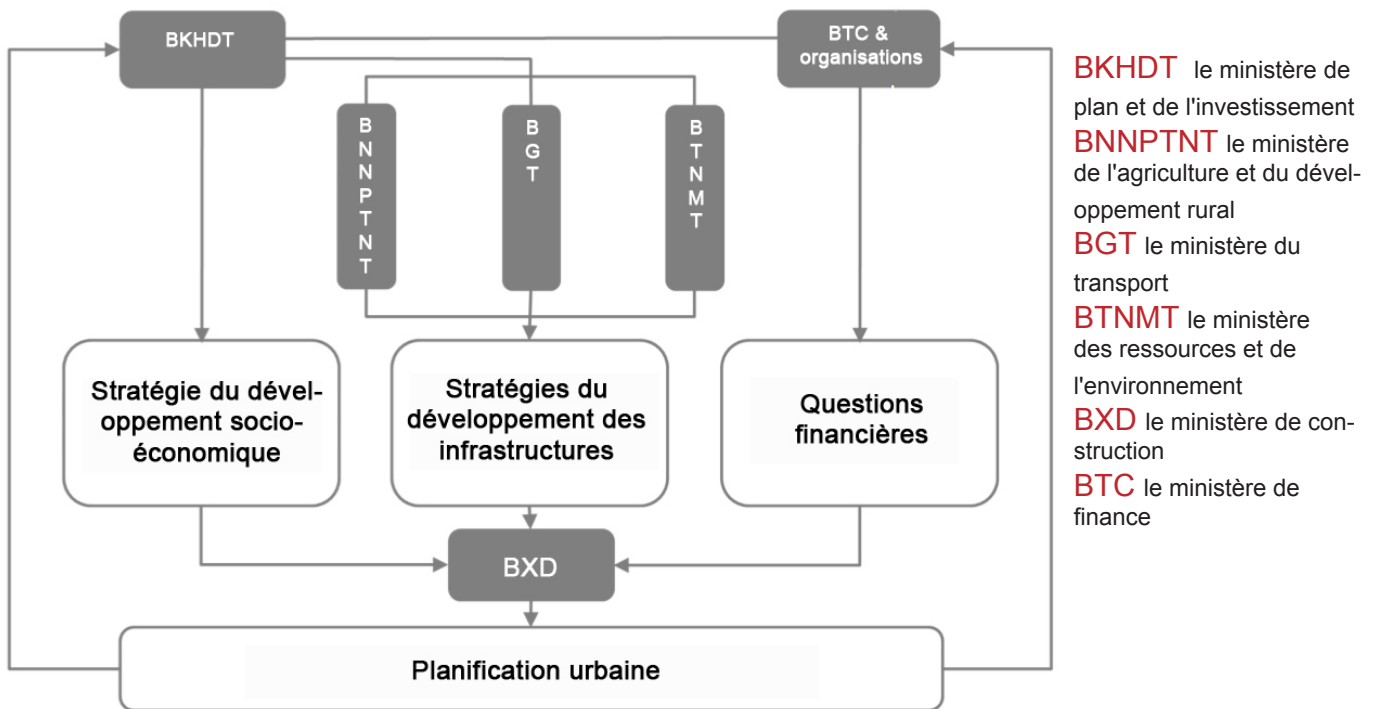 BKHDT
BTC &
organisations
BNNPTNT
BGT
BTNMT
Stratégie du dével-
oppement socio-
économique
Stratégies du
développement des
infrastructures
Questions
financières
BXD
Planification urbaine
BKHDT le ministère de
plan et de l'investissement
BNNPTNT le ministère
de l'agriculture et du dével-
oppement rural
BGT le ministère du
transport
BTNMT le ministère
des ressources et de
l'environnement
BXD le ministère de con-
struction
BTC le ministère de
finance